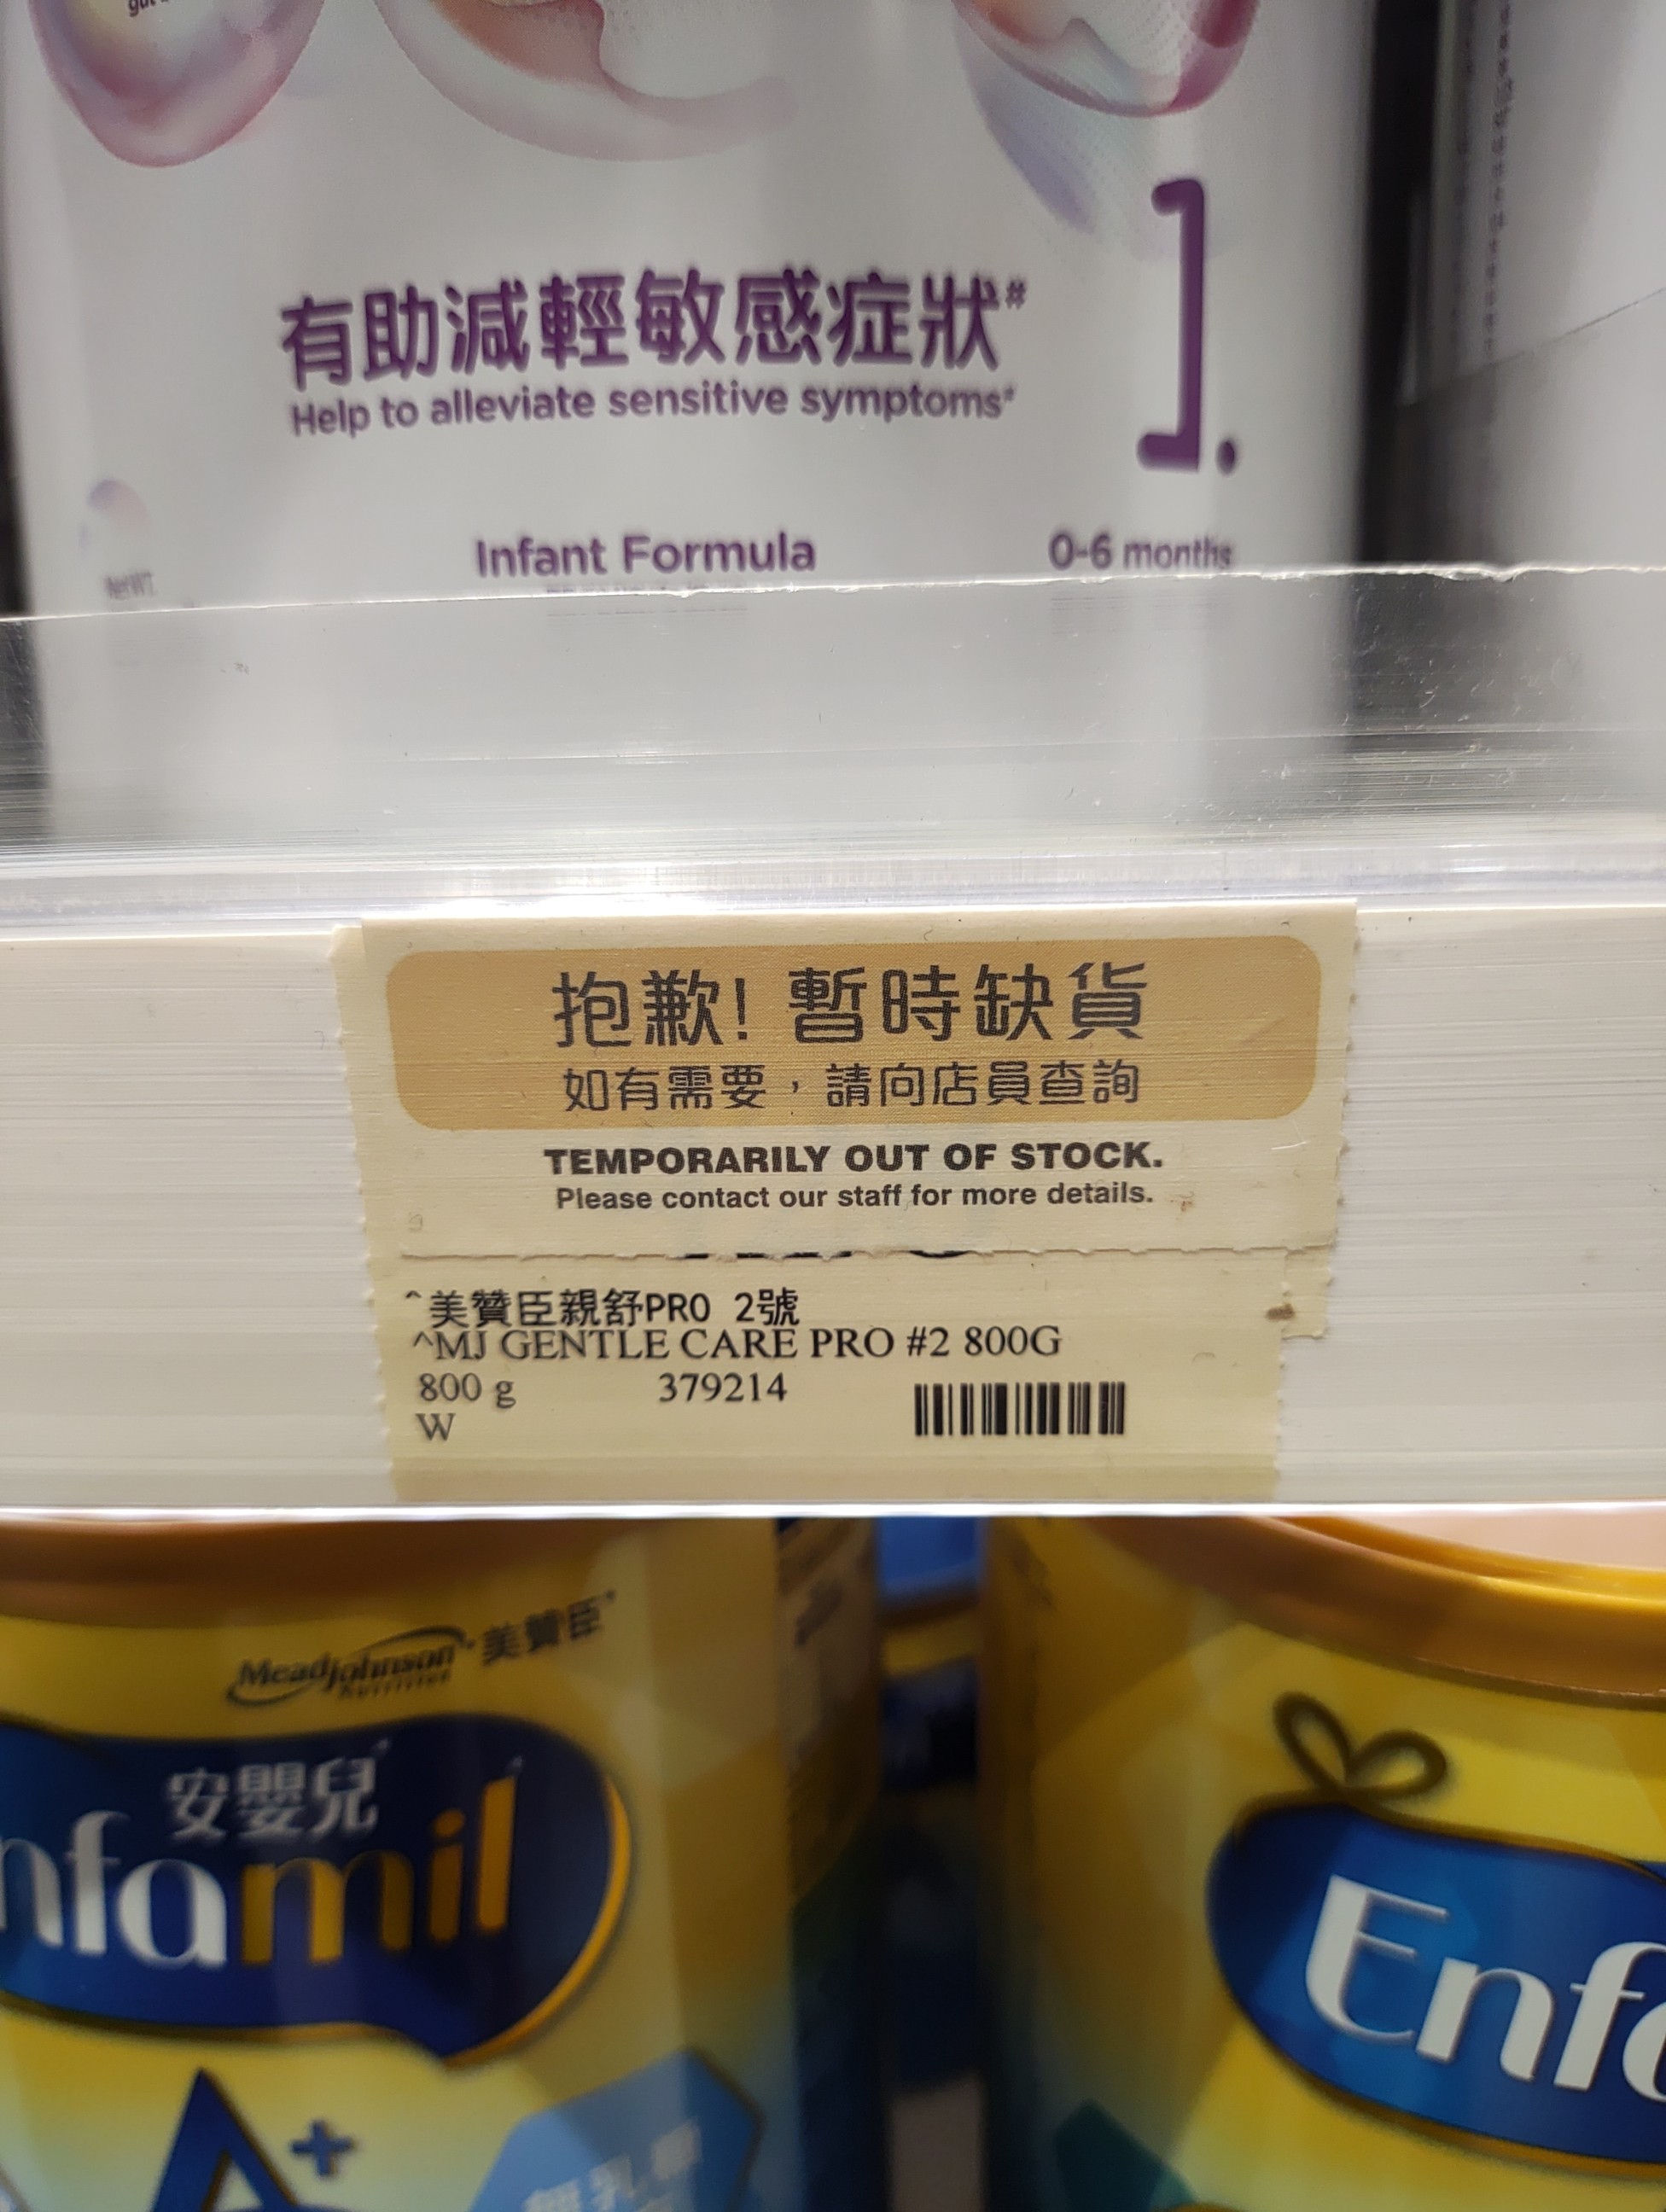 有助減輕敏感症狀#
Help to alleviate sensitive symptoms#
1.
Infant Formula
0-6 months
抱歉! 暫時缺貨
如有需要，請向店員查詢
TEMPORARILY OUT OF STOCK.
Please contact our staff for more details.
^美贊臣親舒PRO 2號
^MJ GENTLE CARE PRO #2 800G
800 g 379214
W
MeadJohnson 美贊臣
Nutrition
安嬰兒
nfamil
A+
Enfa